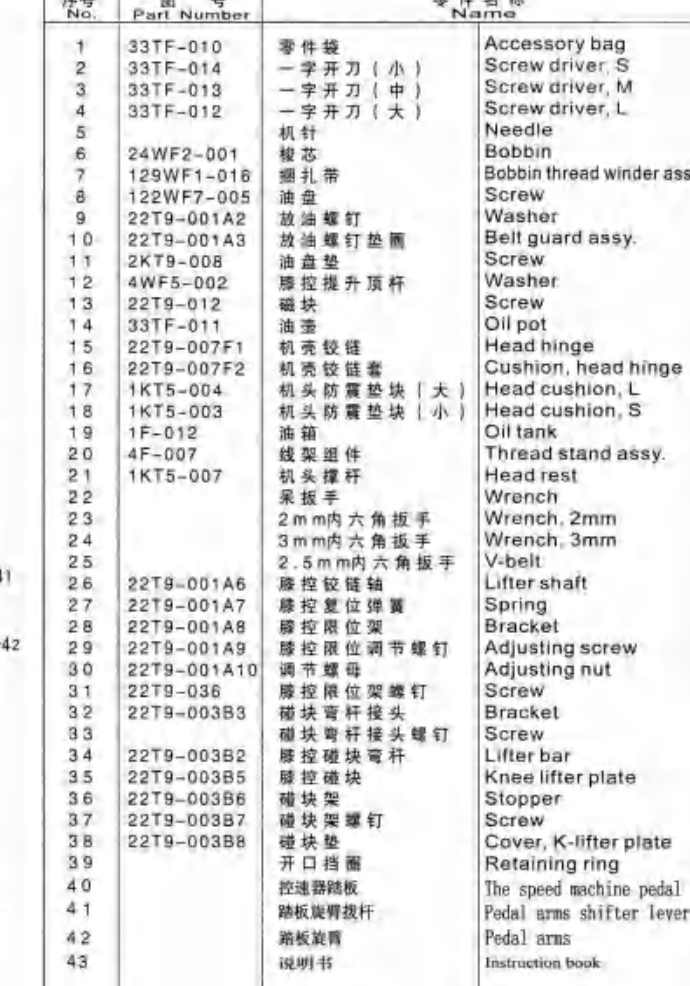 序号 图 号 零 件 名 称
No. Part Number Name
1 33TF-010 零件袋 Accessory bag
2 33TF-014 一字开刀(小) Screw driver, S
3 33TF-013 一字开刀(中) Screw driver, M
4 33TF-012 一字开刀(大) Screw driver, L
5 机针 Needle
6 24WF2-001 梭芯 Bobbin
7 129WF1-016 捆扎带 Bobbin thread winder ass
8 122WF7-005 油盘 Screw
9 22T9-001A2 放油螺钉 Washer
10 22T9-001A3 放油螺钉垫圈 Belt guard assy.
11 2KT9-008 油盘垫 Screw
12 4WF5-002 膝控提升顶杆 Washer
13 22T9-012 磁块 Screw
14 33TF-011 油壶 Oil pot
15 22T9-007F1 机壳铰链 Head hinge
16 22T9-007F2 机壳铰链套 Cushion, head hinge
17 1KT5-004 机头防震垫块(大) Head cushion, L
18 1KT5-003 机头防震垫块(小) Head cushion, S
19 1F-012 油箱 Oil tank
20 4F-007 线架组件 Thread stand assy.
21 1KT5-007 机头撑杆 Head rest
22 呆扳手 Wrench
23 2mm内六角扳手 Wrench, 2mm
24 3mm内六角扳手 Wrench, 3mm
25 2.5mm内六角扳手 V-belt
26 22T9-001A6 膝控铰链轴 Lifter shaft
27 22T9-001A7 膝控复位弹簧 Spring
28 22T9-001A8 膝控限位架 Bracket
29 22T9-001A9 膝控限位调节螺钉 Adjusting screw
30 22T9-001A10 调节螺母 Adjusting nut
31 22T9-036 膝控限位架螺钉 Screw
32 22T9-003B3 碰块弯杆接头 Bracket
33 碰块弯杆接头螺钉 Screw
34 22T9-003B2 膝控碰块弯杆 Lifter bar
35 22T9-003B5 膝控碰块 Knee lifter plate
36 22T9-003B6 碰块架 Stopper
37 22T9-003B7 碰块架螺钉 Screw
38 22T9-003B8 碰块垫 Cover, K-lifter plate
39 开口挡圈 Retaining ring
40 控速器踏板 The speed machine pedal
41 踏板旋臂拨杆 Pedal arms shifter lever
42 踏板旋臂 Pedal arms
43 说明书 Instruction book
42